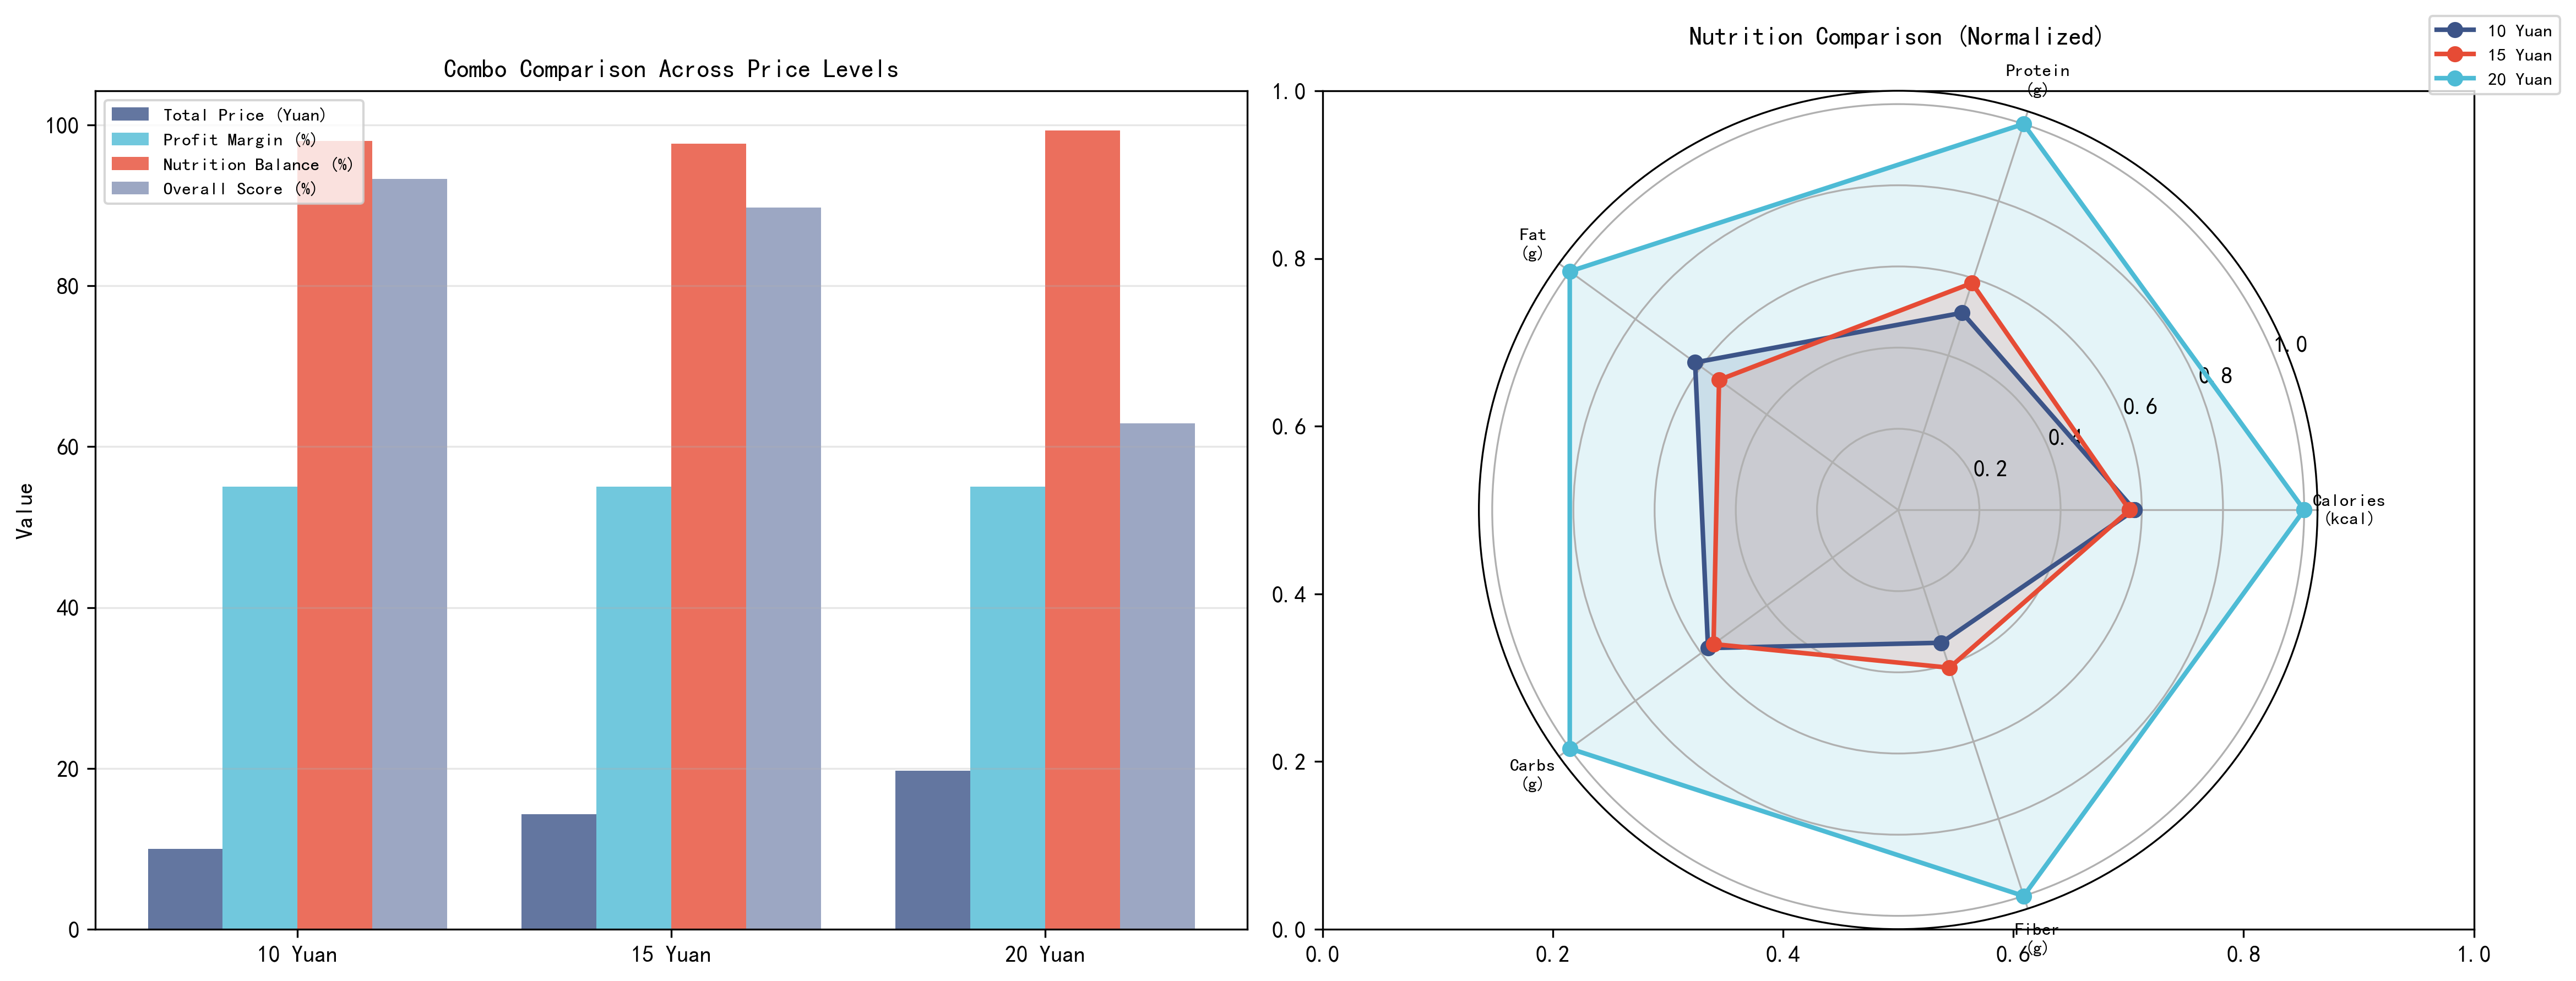 Combo Comparison Across Price Levels
Total Price (Yuan)
Profit Margin (%)
Nutrition Balance (%)
Overall Score (%)
Value
100
80
60
40
20
0
10 Yuan
15 Yuan
20 Yuan
Nutrition Comparison (Normalized)
10 Yuan
15 Yuan
20 Yuan
Protein
(g)
Fat
(g)
Calories
(kcal)
Carbs
(g)
Fiber
(g)
1.0
0.8
0.6
0.4
0.2
1.0
0.8
0.6
0.4
0.2
0.0
0.0
0.2
0.4
0.6
0.8
1.0